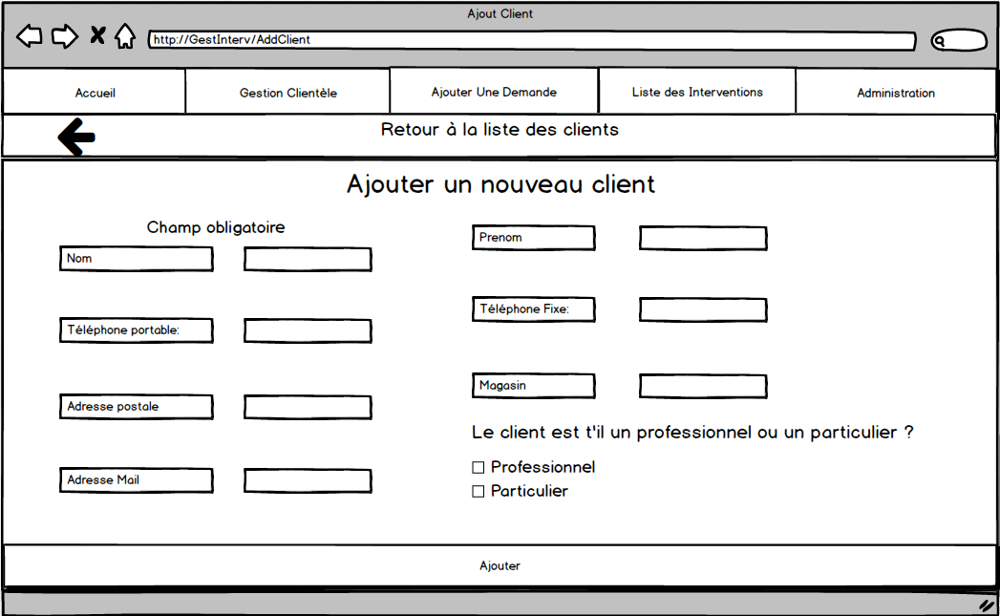 Ajout Client
http://GestInterv/AddClient
Accueil
Gestion Clientèle
Ajouter Une Demande
Liste des Interventions
Administration
Retour à la liste des clients
Ajouter un nouveau client
Champ obligatoire
Nom
Prenom
Téléphone portable:
Téléphone Fixe:
Adresse postale
Magasin
Adresse Mail
Le client est t'il un professionnel ou un particulier ?
Professionnel
Particulier
Ajouter